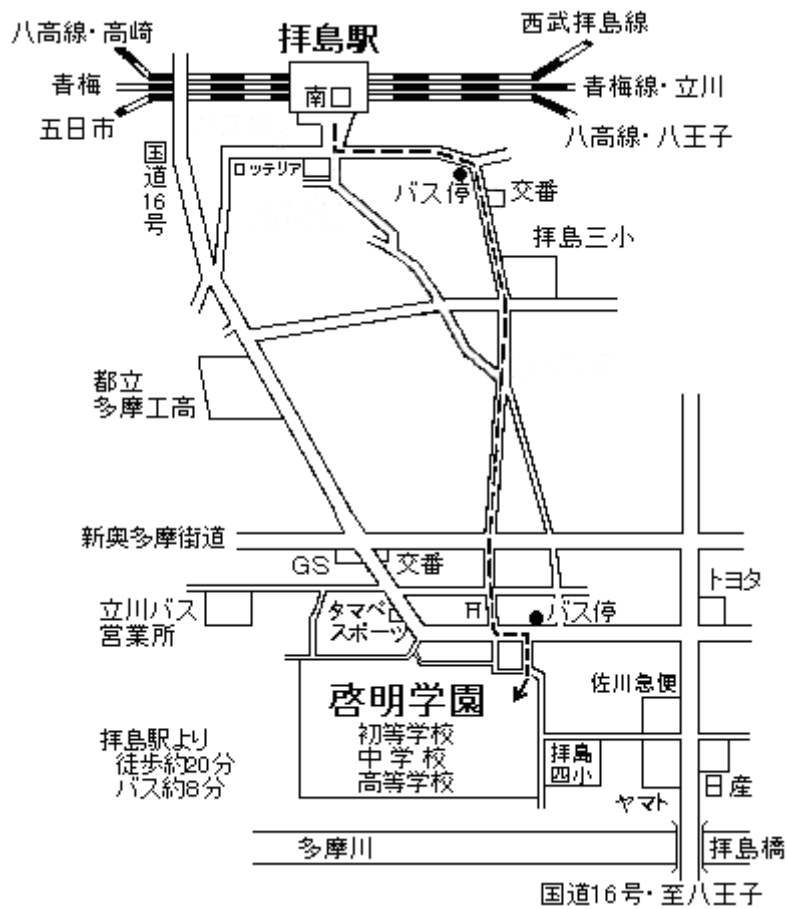 八高線・高崎
拝島駅
西武拝島線
青梅
南
青梅線・立川
五日市
八高線・八王子
国道16号
ロッテリア
バス停
交番
拝島三小
都立
多摩工高
新奥多摩街道
GS
交番
トヨタ
立川バス
営業所
タマベ
スポーツ
バス停
佐川急便
啓明学園
初等学校
中学校
高等学校
拝島駅より
徒歩約20分
バス約8分
拝島
四小
ヤマト
日産
多摩川
拝島橋
国道16号・至八王子